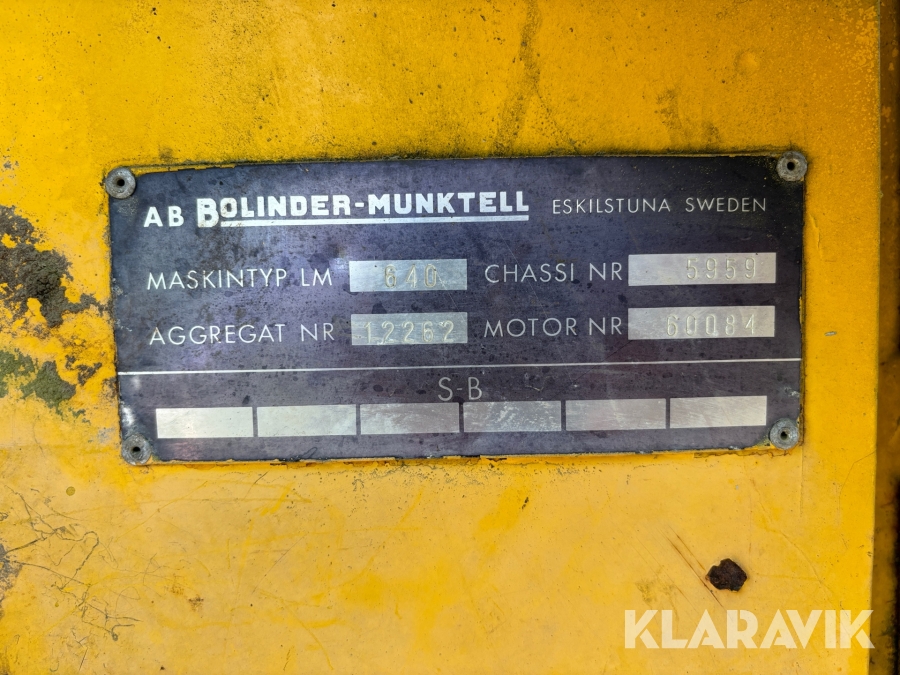 AB BOLINDER-MUNKTELL ESKILSTUNA SWEDEN
MASKINTYP LM 640 CHASSI NR 5959
AGGREGAT NR 12262 MOTOR NR 60084
S-B
KLARAVIK